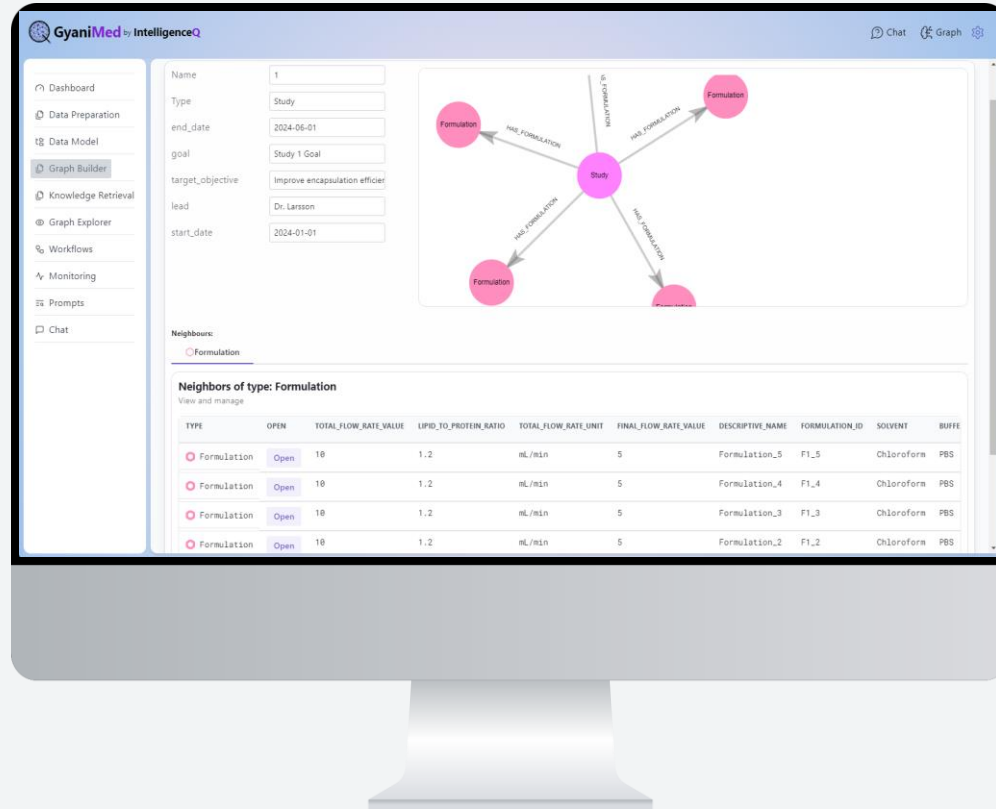 GyaniMed by IntelligenceQ
Chat
Graph
Dashboard
Data Preparation
Data Model
Graph Builder
Knowledge Retrieval
Graph Explorer
Workflows
Monitoring
Prompts
Chat
Name 1
Type Study
end_date 2024-06-01
goal Study 1 Goal
target_objective Improve encapsulation efficier
lead Dr. Larsson
start_date 2024-01-01
S_FORMULATION
Formulation
HAS_FORMULATION
HAS_FORMULATION
Formulation
Study
HAS_FORMULATION
HAS_FORMULATION
Formulation
Formulation
Neighbours:
Formulation
Neighbors of type: Formulation
View and manage
TYPE OPEN TOTAL_FLOW_RATE_VALUE LIPID_TO_PROTEIN_RATIO TOTAL_FLOW_RATE_UNIT FINAL_FLOW_RATE_VALUE DESCRIPTIVE_NAME FORMULATION_ID SOLVENT BUFFE
Formulation Open 10 1.2 mL/min 5 Formulation_5 F1_5 Chloroform PBS
Formulation Open 10 1.2 mL/min 5 Formulation_4 F1_4 Chloroform PBS
Formulation Open 10 1.2 mL/min 5 Formulation_3 F1_3 Chloroform PBS
Formulation Open 10 1.2 mL/min 5 Formulation_2 F1_2 Chloroform PBS